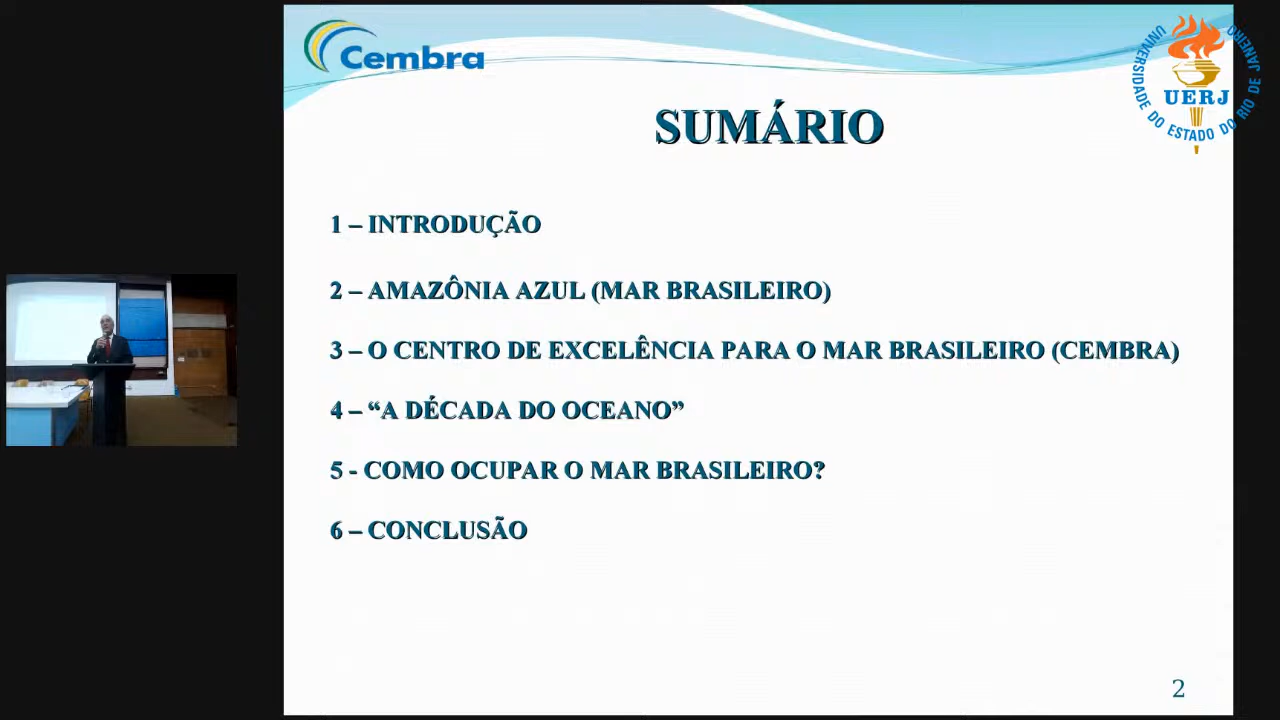 Cembra
UNIVERSIDADE DO ESTADO DO RIO DE JANEIRO
UERJ
SUMÁRIO
1 – INTRODUÇÃO
2 – AMAZÔNIA AZUL (MAR BRASILEIRO)
3 – O CENTRO DE EXCELÊNCIA PARA O MAR BRASILEIRO (CEMBRA)
4 – “A DÉCADA DO OCEANO”
5 - COMO OCUPAR O MAR BRASILEIRO?
6 – CONCLUSÃO
2